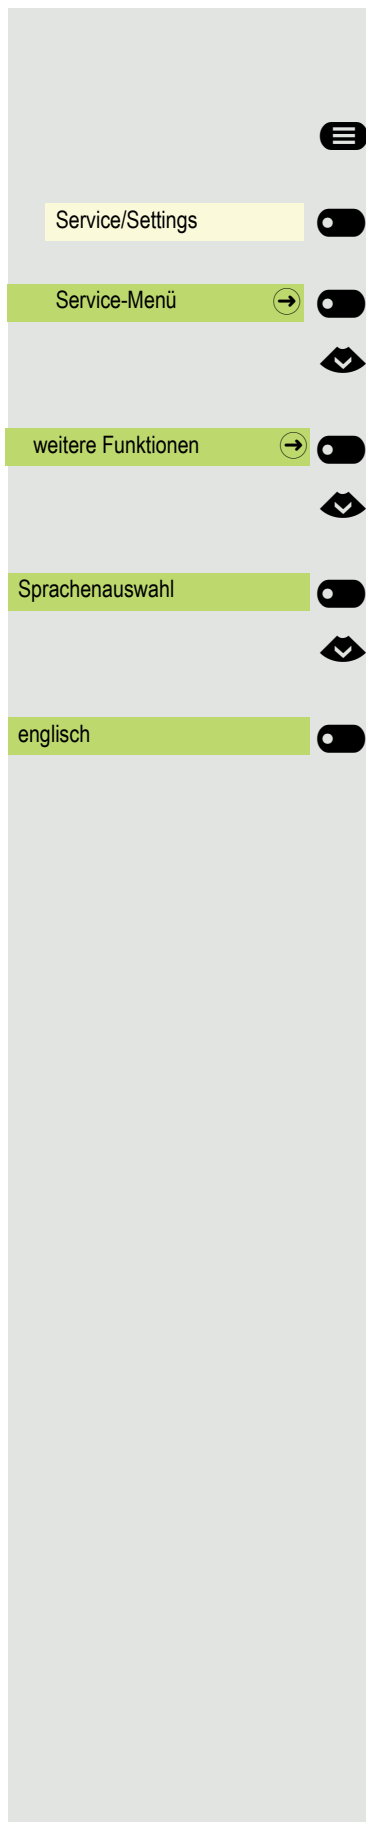 Service/Settings
Service-Menü
weitere Funktionen
Sprachenauswahl
englisch